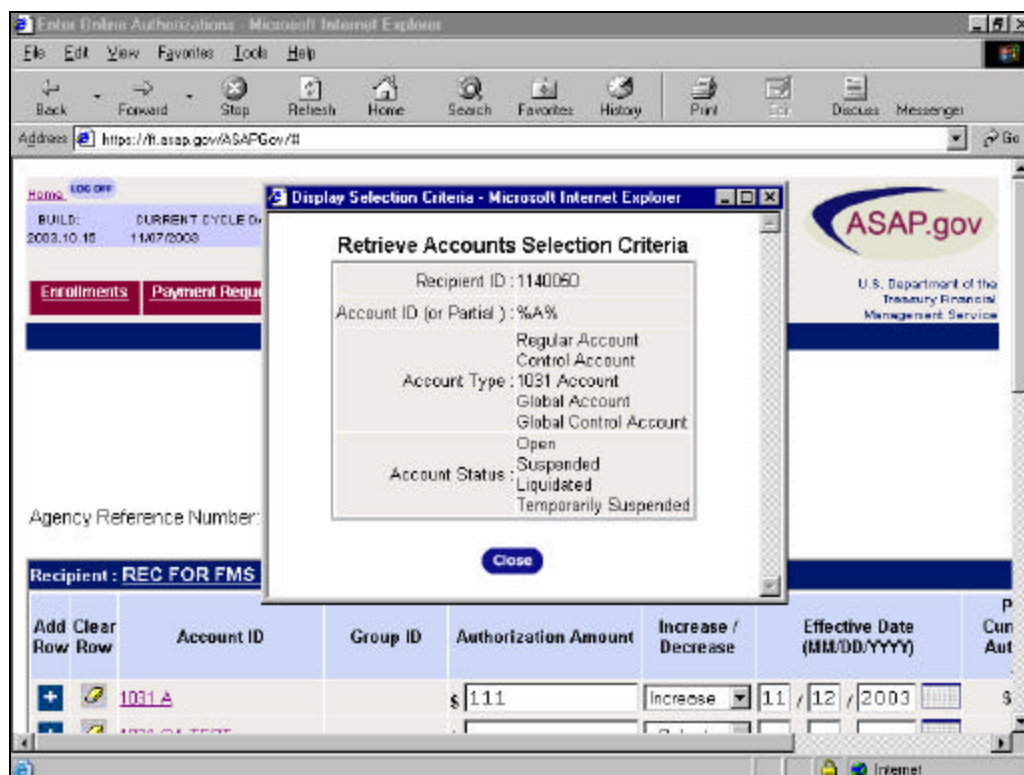 Enter Online Authorizations - Microsoft Internet Explorer
File Edit View Favorites Tools Help
Back Forward Stop Refresh Home Search Favorites History Print Edit Discuss Messenger
Address https://ft.asap.gov/ASAPGov/# Go
Home LOG OFF
BUILD: CURRENT CYCLE
2003.10.15 11/07/2003
Enrollments Payment Reque
ASAP.gov
U.S. Department of the
Treasury Financial
Management Service
Display Selection Criteria - Microsoft Internet Explorer
Retrieve Accounts Selection Criteria
Recipient ID : 1140050
Account ID (or Partial ) : %A%
Account Type :
Regular Account
Control Account
1031 Account
Global Account
Global Control Account
Account Status :
Open
Suspended
Liquidated
Temporarily Suspended
Close
Agency Reference Number:
Recipient : REC FOR FMS
Add Row
Clear Row
Account ID
Group ID
Authorization Amount
Increase / Decrease
Effective Date (MM/DD/YYYY)
1031 A $ 111 Increase 11 / 12 / 2003 $
Internet